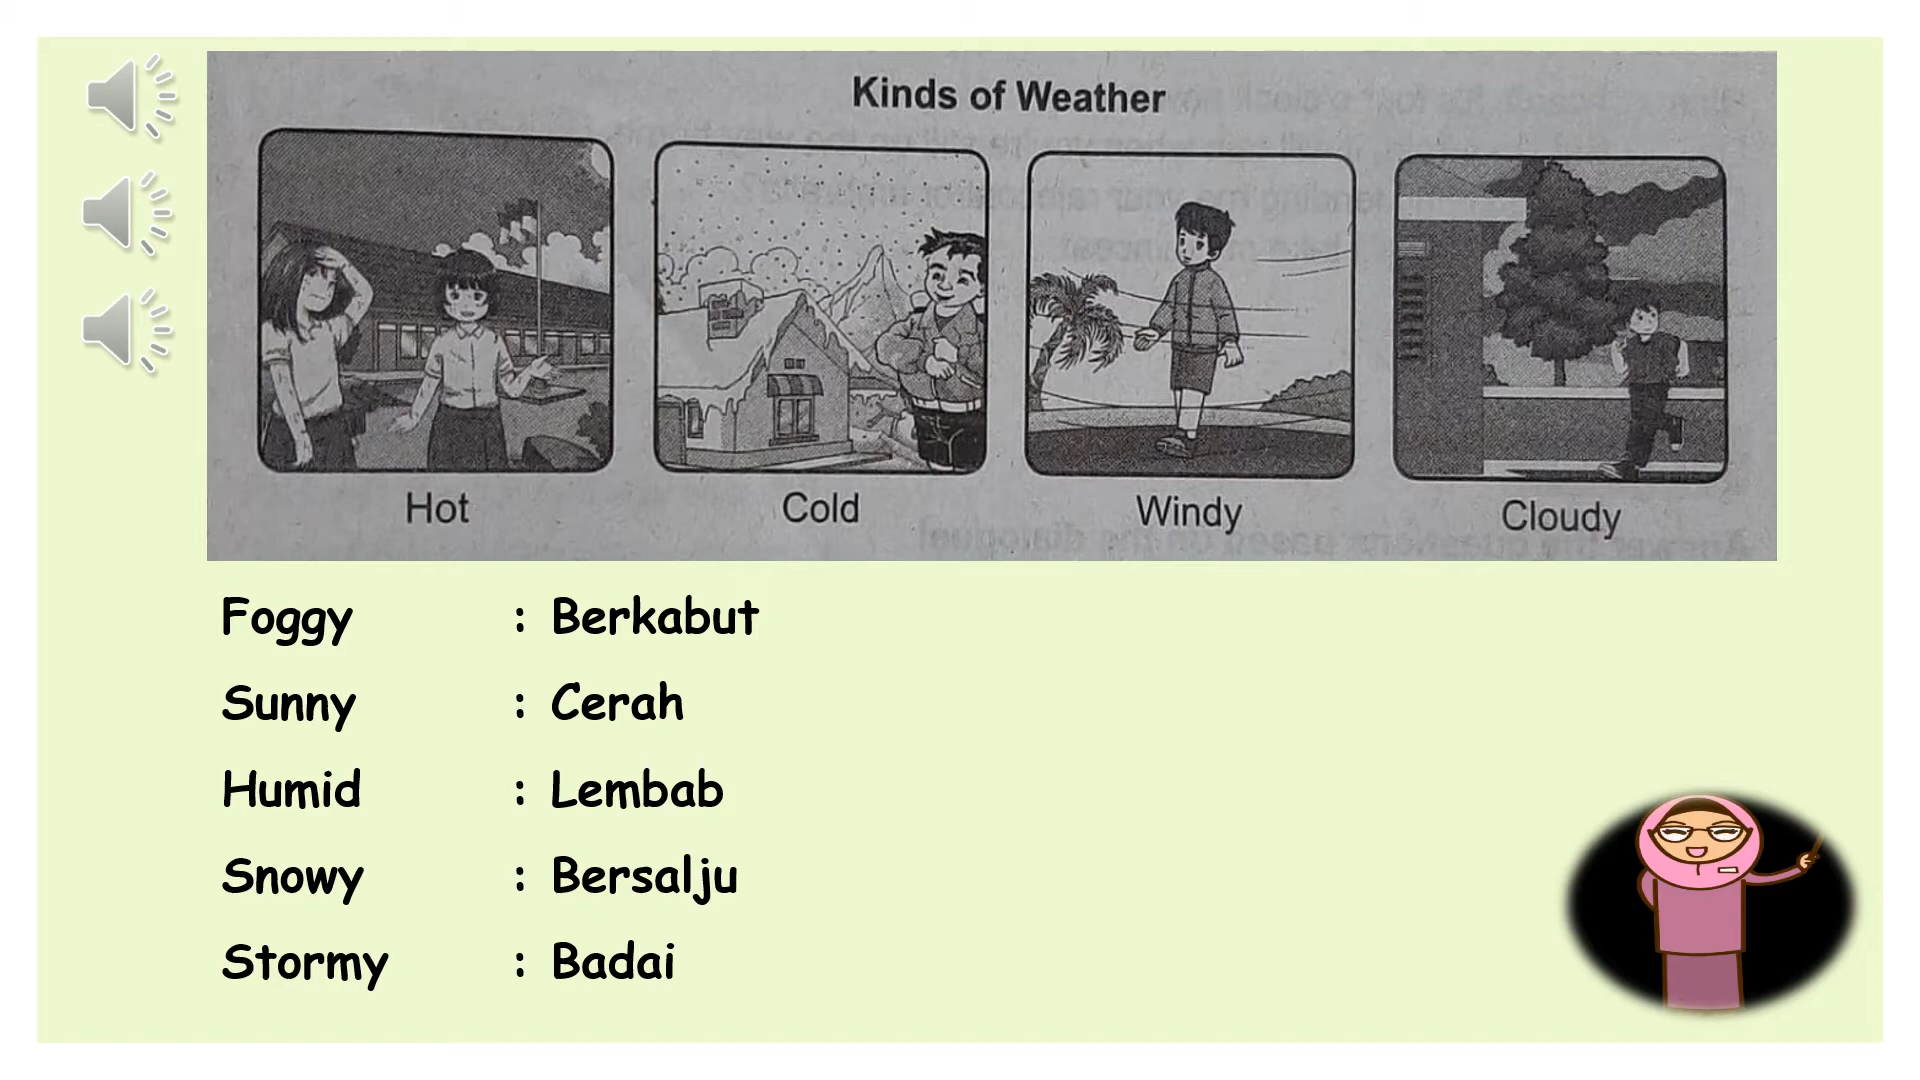 Kinds of Weather
Hot Cold Windy Cloudy
Foggy : Berkabut
Sunny : Cerah
Humid : Lembab
Snowy : Bersalju
Stormy : Badai